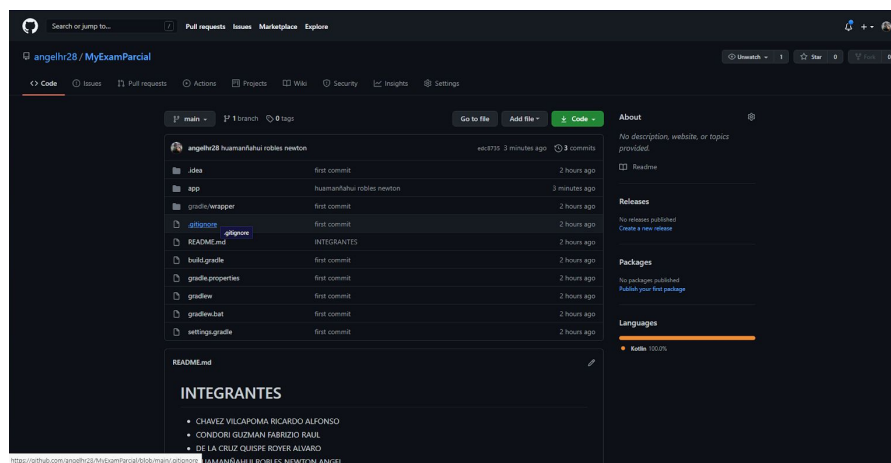 Search or jump to... / Pull requests Issues Marketplace Explore
angelhr28 / MyExamParcial Unwatch 1 Star 0 Fork 0
Code Issues Pull requests Actions Projects Wiki Security Insights Settings
main 1 branch 0 tags Go to file Add file Code
angelhr28 huamanñahui robles newton edc8735 3 minutes ago 3 commits
.idea first commit 2 hours ago
app huamanñahui robles newton 3 minutes ago
gradle/wrapper first commit 2 hours ago
.gitignore first commit 2 hours ago
.gitignore
README.md INTEGRANTES 2 hours ago
build.gradle first commit 2 hours ago
gradle.properties first commit 2 hours ago
gradlew first commit 2 hours ago
gradlew.bat first commit 2 hours ago
settings.gradle first commit 2 hours ago
README.md
INTEGRANTES
• CHAVEZ VILCAPOMA RICARDO ALFONSO
• CONDORI GUZMAN FABRIZIO RAUL
• DE LA CRUZ QUISPE ROYER ALVARO
HUAMANÑAHUI ROBLES NEWTON ANGEL
About
No description, website, or topics
provided.
Readme
Releases
No releases published
Create a new release
Packages
No packages published
Publish your first package
Languages
Kotlin 100.0%
https://github.com/angelhr28/MyExamParcial/blob/main/.gitignore